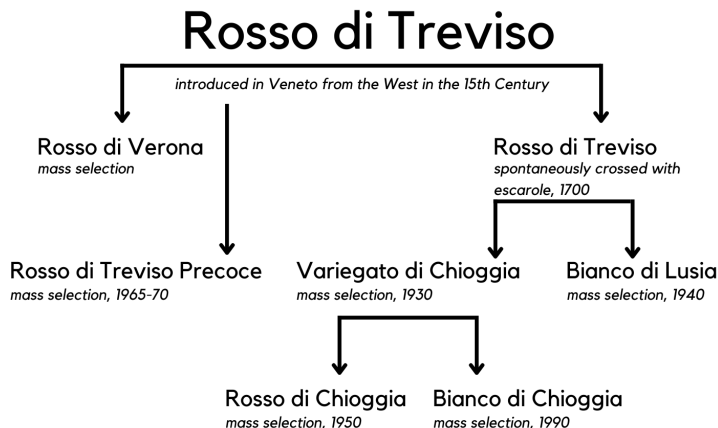 Rosso di Treviso
introduced in Veneto from the West in the 15th Century
Rosso di Verona
mass selection
Rosso di Treviso
spontaneously crossed with
escarole, 1700
Rosso di Treviso Precoce
mass selection, 1965-70
Variegato di Chioggia
mass selection, 1930
Bianco di Lusia
mass selection, 1940
Rosso di Chioggia
mass selection, 1950
Bianco di Chioggia
mass selection, 1990